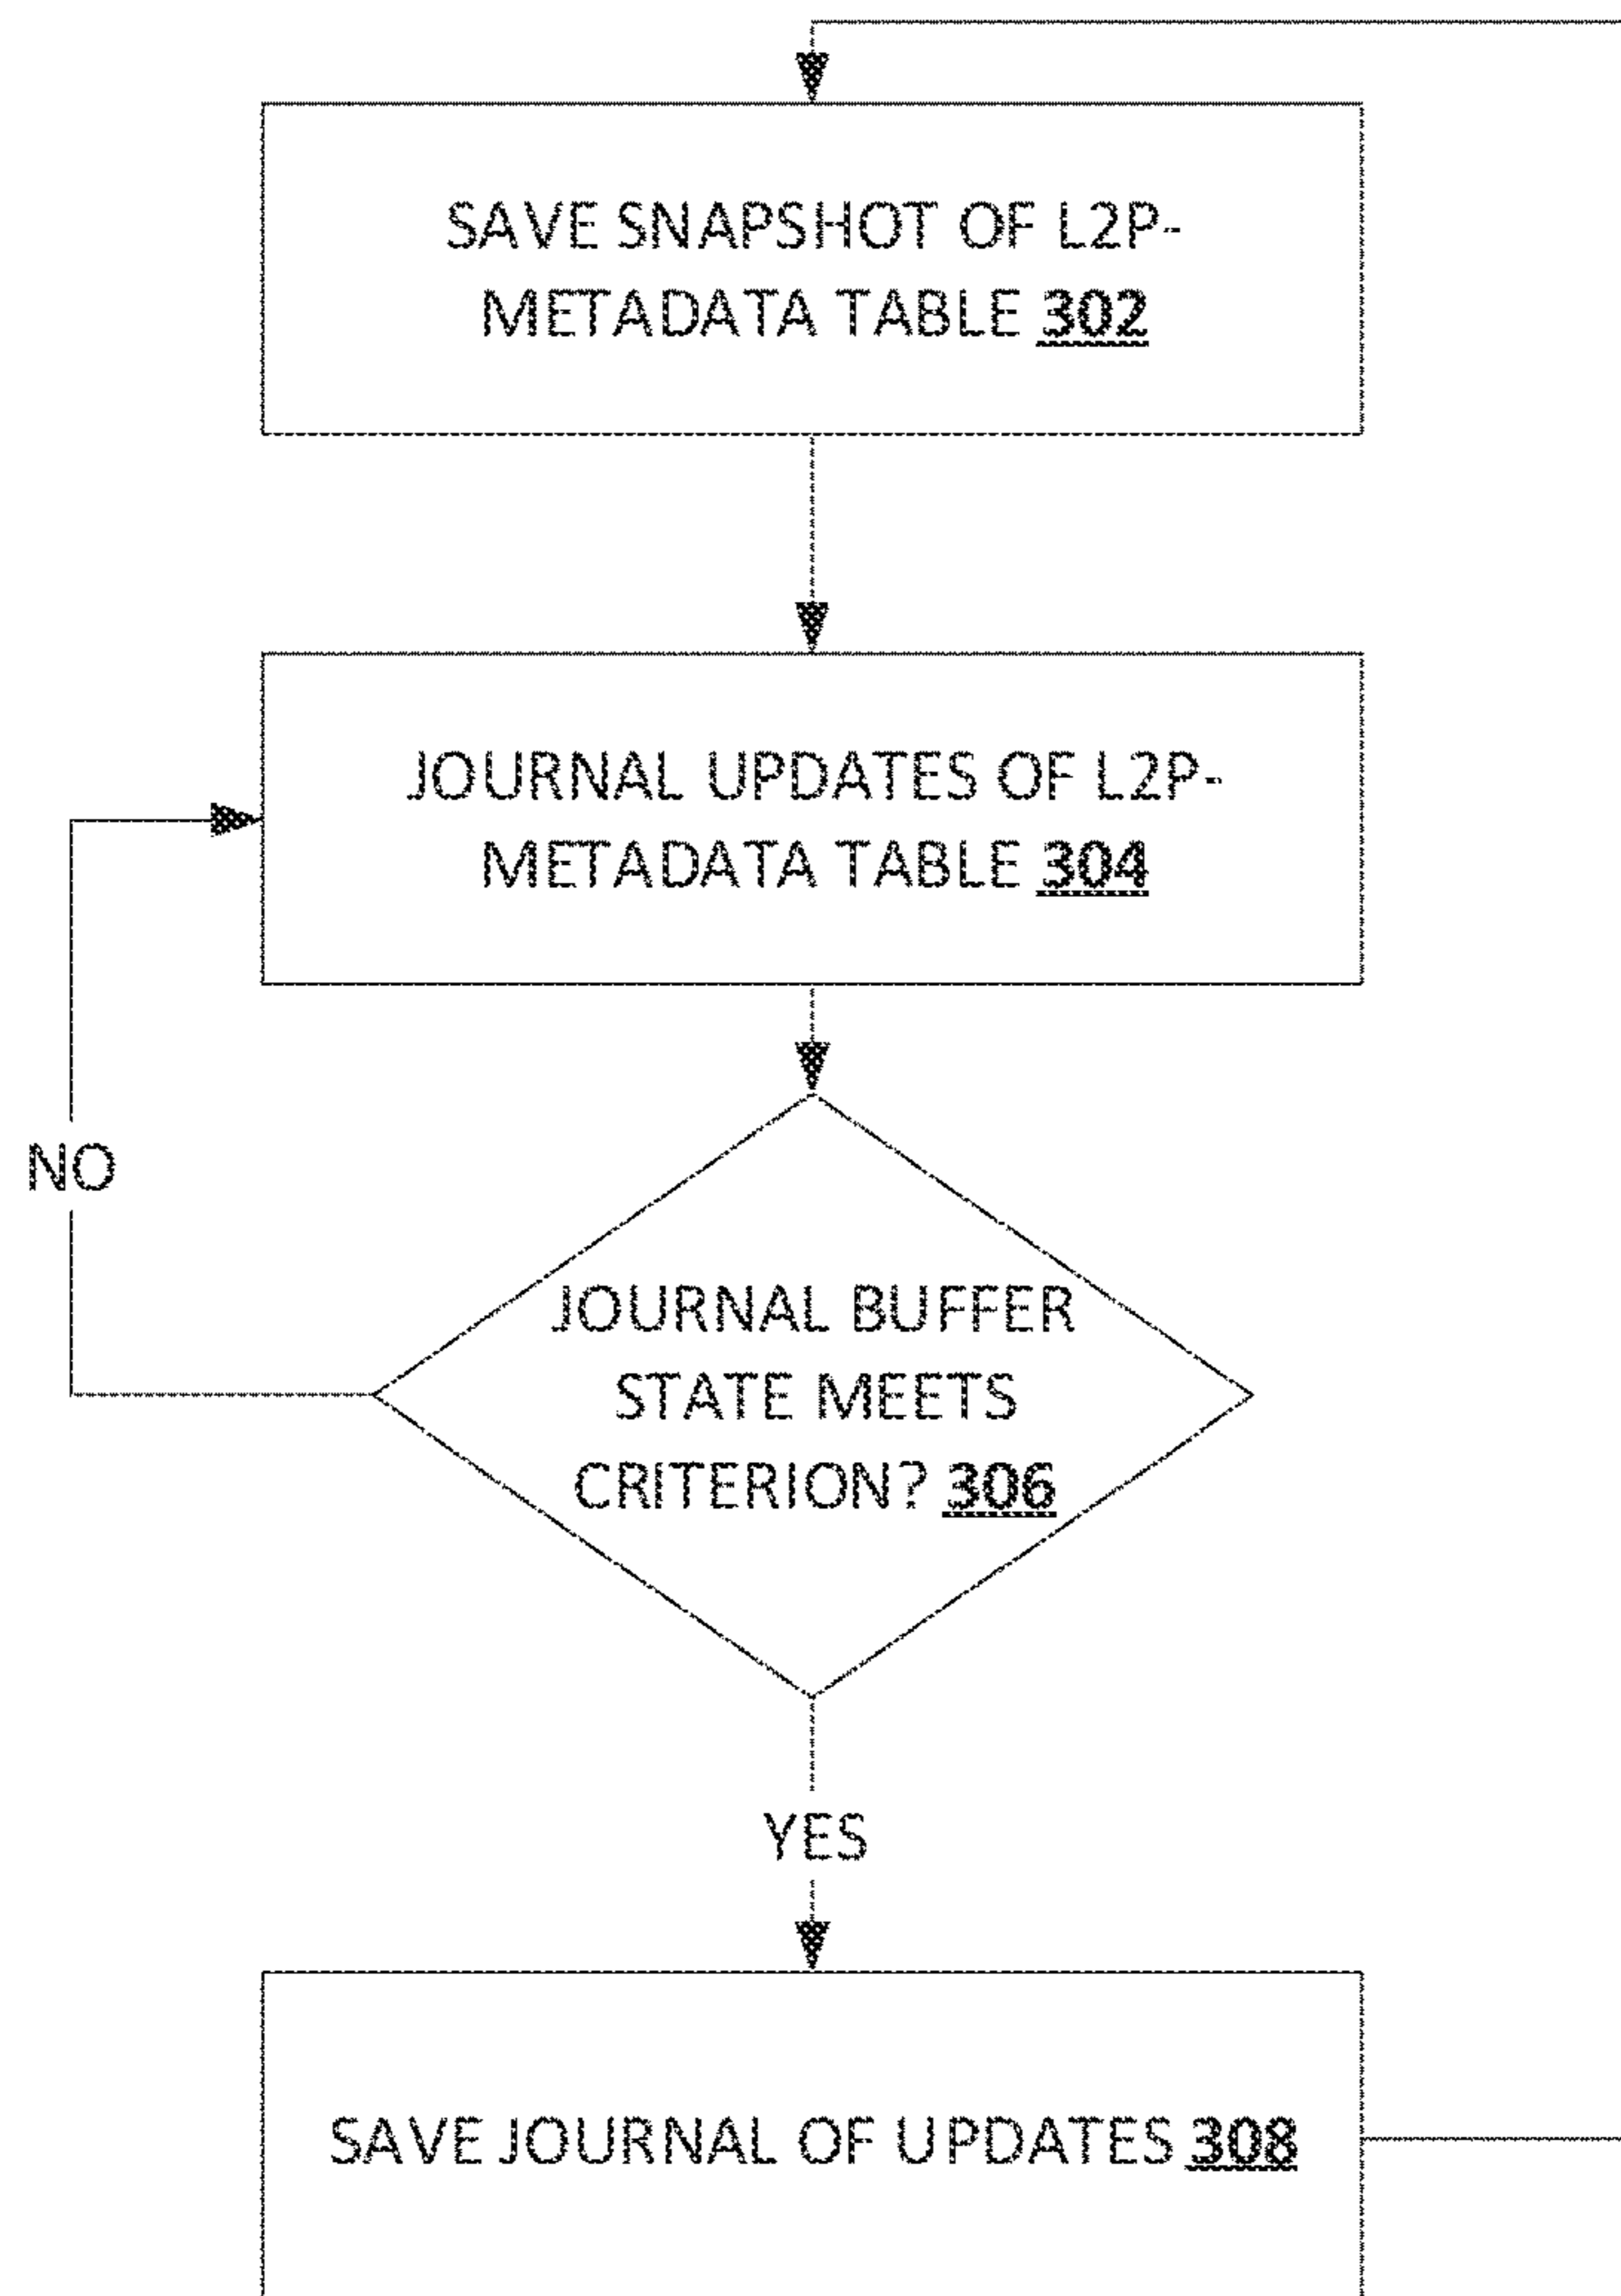 SAVE SNAPSHOT OF L2P-
METADATA TABLE 302
JOURNAL UPDATES OF L2P-
METADATA TABLE 304
NO
JOURNAL BUFFER
STATE MEETS
CRITERION? 306
YES
SAVE JOURNAL OF UPDATES 308